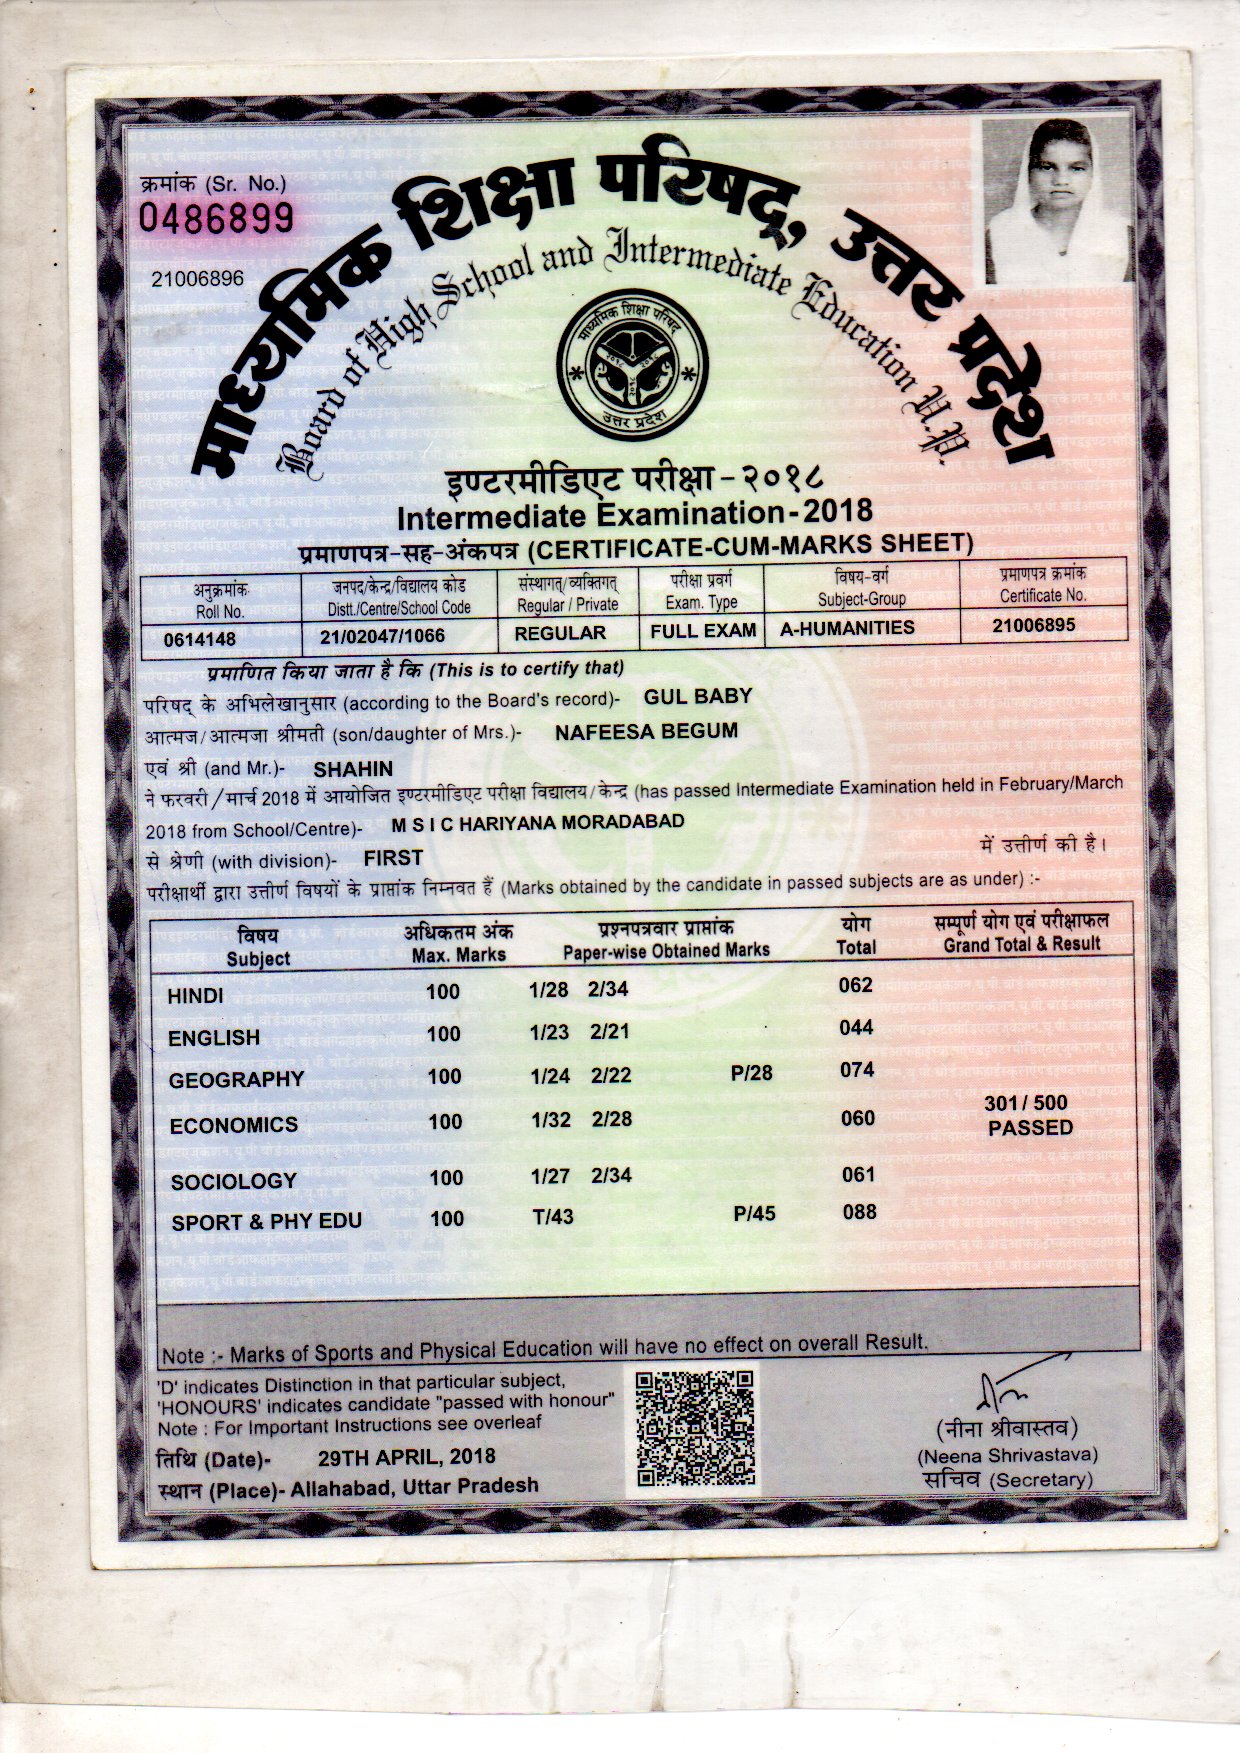 क्रमांक (Sr. No.)
0486899
21006896
माध्यमिक शिक्षा परिषद्, उत्तर प्रदेश
Board of High School and Intermediate Education U.P.
माध्यमिक शिक्षा परिषद
उत्तर प्रदेश
इण्टरमीडिएट परीक्षा-२०१८
Intermediate Examination-2018
प्रमाणपत्र-सह-अंकपत्र (CERTIFICATE-CUM-MARKS SHEET)
अनुक्रमांक जनपद/केन्द्र/विद्यालय कोड संस्थागत्/व्यक्तिगत् परीक्षा प्रवर्ग विषय-वर्ग प्रमाणपत्र क्रमांक
Roll No. Distt./Centre/School Code Regular / Private Exam. Type Subject-Group Certificate No.
0614148 21/02047/1066 REGULAR FULL EXAM A-HUMANITIES 21006895
प्रमाणित किया जाता है कि (This is to certify that)
परिषद् के अभिलेखानुसार (according to the Board's record)- GUL BABY
आत्मज/आत्मजा श्रीमती (son/daughter of Mrs.)- NAFEESA BEGUM
एवं श्री (and Mr.)- SHAHIN
ने फरवरी/मार्च 2018 में आयोजित इण्टरमीडिएट परीक्षा विद्यालय/केन्द्र (has passed Intermediate Examination held in February/March
2018 from School/Centre)- M S I C HARIYANA MORADABAD
से श्रेणी (with division)- FIRST में उत्तीर्ण की है।
परीक्षार्थी द्वारा उत्तीर्ण विषयों के प्राप्तांक निम्नवत हैं (Marks obtained by the candidate in passed subjects are as under) :-
विषय अधिकतम अंक प्रश्नपत्रवार प्राप्तांक योग सम्पूर्ण योग एवं परीक्षाफल
Subject Max. Marks Paper-wise Obtained Marks Total Grand Total & Result
HINDI 100 1/28 2/34 062
ENGLISH 100 1/23 2/21 044
GEOGRAPHY 100 1/24 2/22 P/28 074
ECONOMICS 100 1/32 2/28 060 301/ 500
PASSED
SOCIOLOGY 100 1/27 2/34 061
SPORT & PHY EDU 100 T/43 P/45 088
Note :- Marks of Sports and Physical Education will have no effect on overall Result.
'D' indicates Distinction in that particular subject,
'HONOURS' indicates candidate "passed with honour"
Note : For Important Instructions see overleaf
तिथि (Date)- 29TH APRIL, 2018
स्थान (Place)- Allahabad, Uttar Pradesh
(नीना श्रीवास्तव)
(Neena Shrivastava)
सचिव (Secretary)